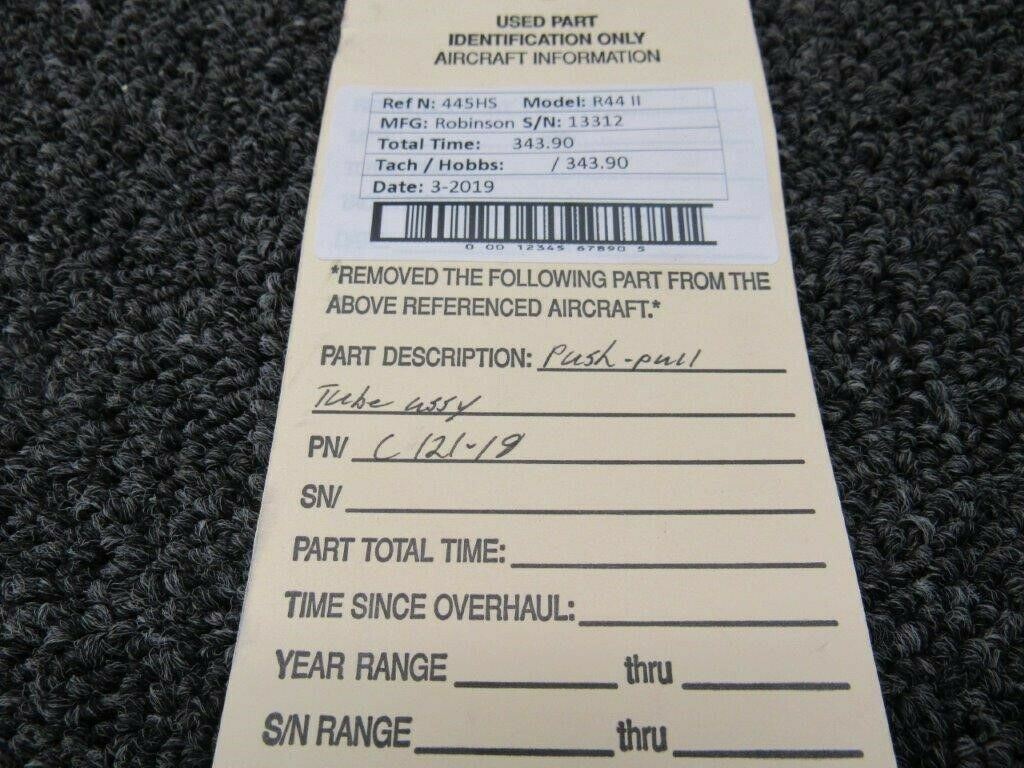 USED PART
IDENTIFICATION ONLY
AIRCRAFT INFORMATION
Ref N: 445HS Model: R44 II
MFG: Robinson S/N: 13312
Total Time: 343.90
Tach / Hobbs: / 343.90
Date: 3-2019
0 00 12345 67890 5
*REMOVED THE FOLLOWING PART FROM THE
ABOVE REFERENCED AIRCRAFT.*
PART DESCRIPTION: Push-pull
Tube assy
PN/ C121-19
SN/
PART TOTAL TIME:
TIME SINCE OVERHAUL:
YEAR RANGE thru
S/N RANGE thru